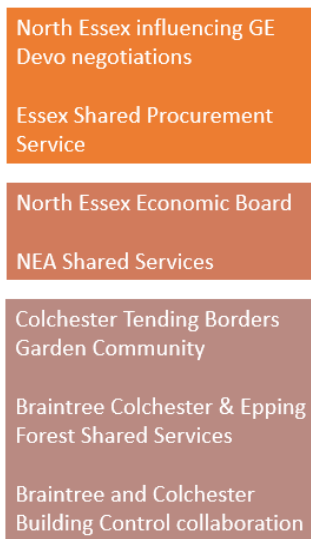 North Essex influencing GE
Devo negotiations
Essex Shared Procurement
Service
North Essex Economic Board
NEA Shared Services
Colchester Tending Borders
Garden Community
Braintree Colchester & Epping
Forest Shared Services
Braintree and Colchester
Building Control collaboration